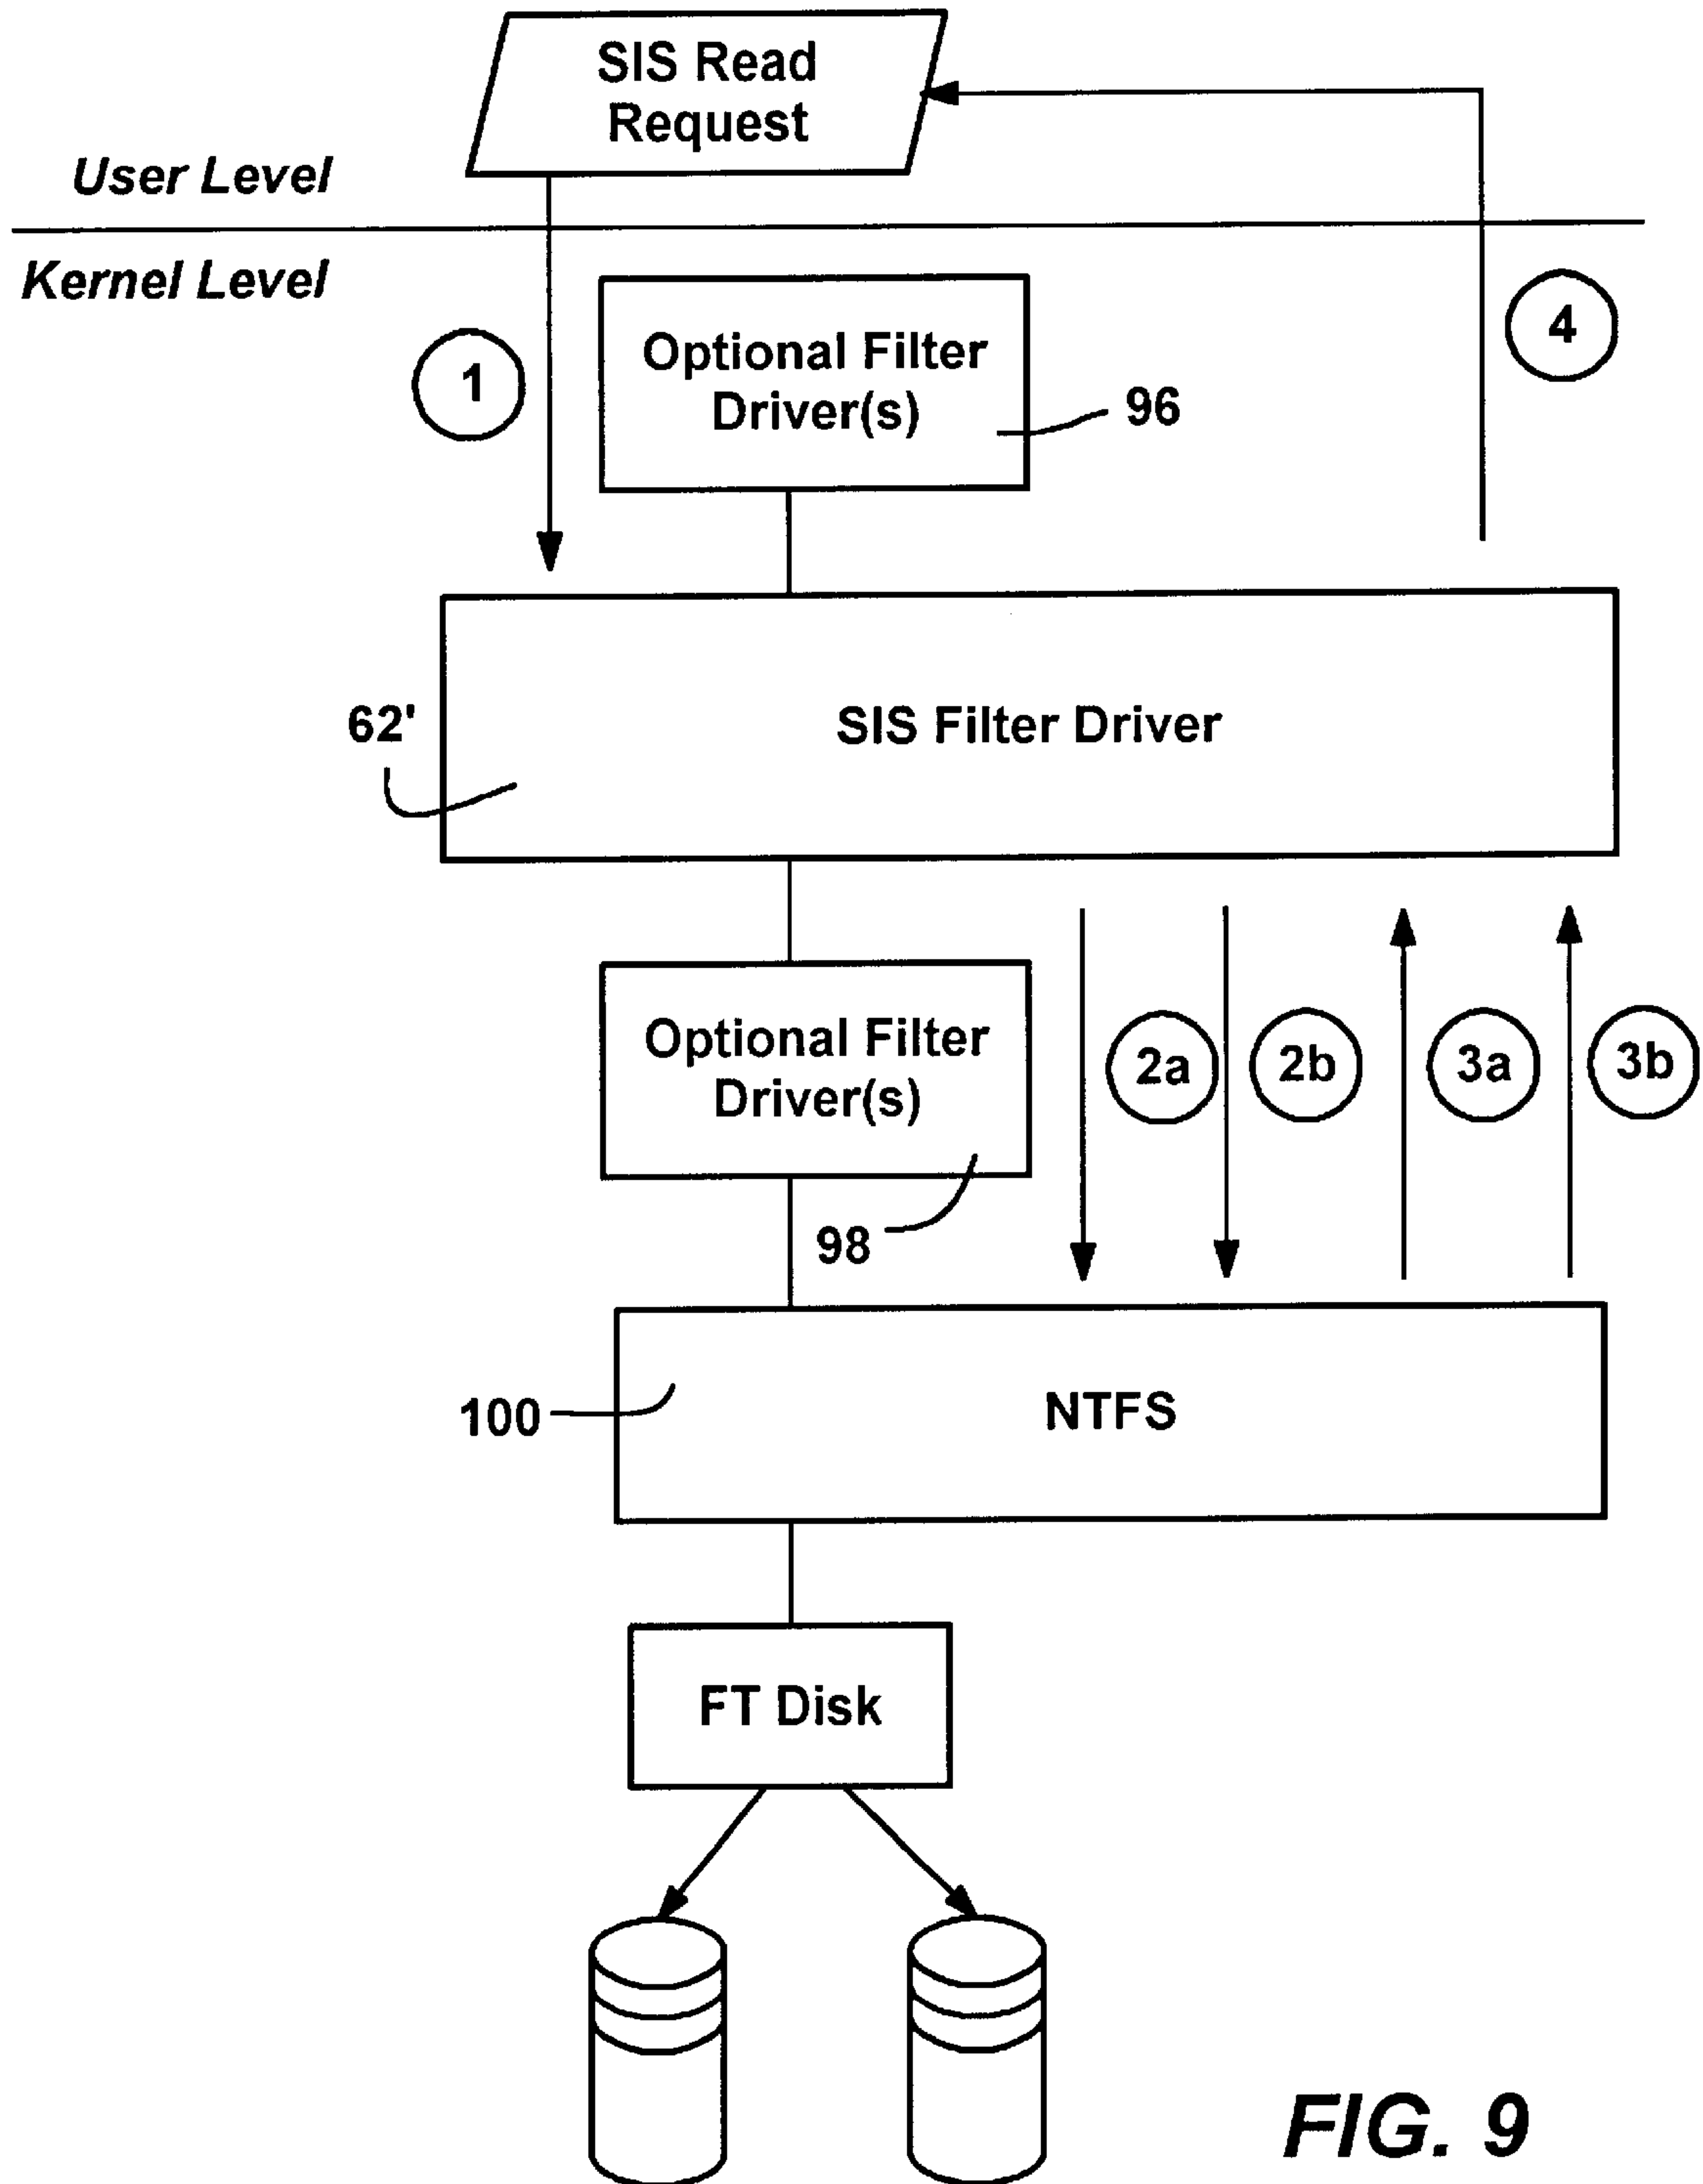 SIS Read
Request
User Level
Kernel Level
1
Optional Filter
Driver(s)
96
4
62'
SIS Filter Driver
Optional Filter
Driver(s)
98
2a
2b
3a
3b
100
NTFS
FT Disk
FIG. 9